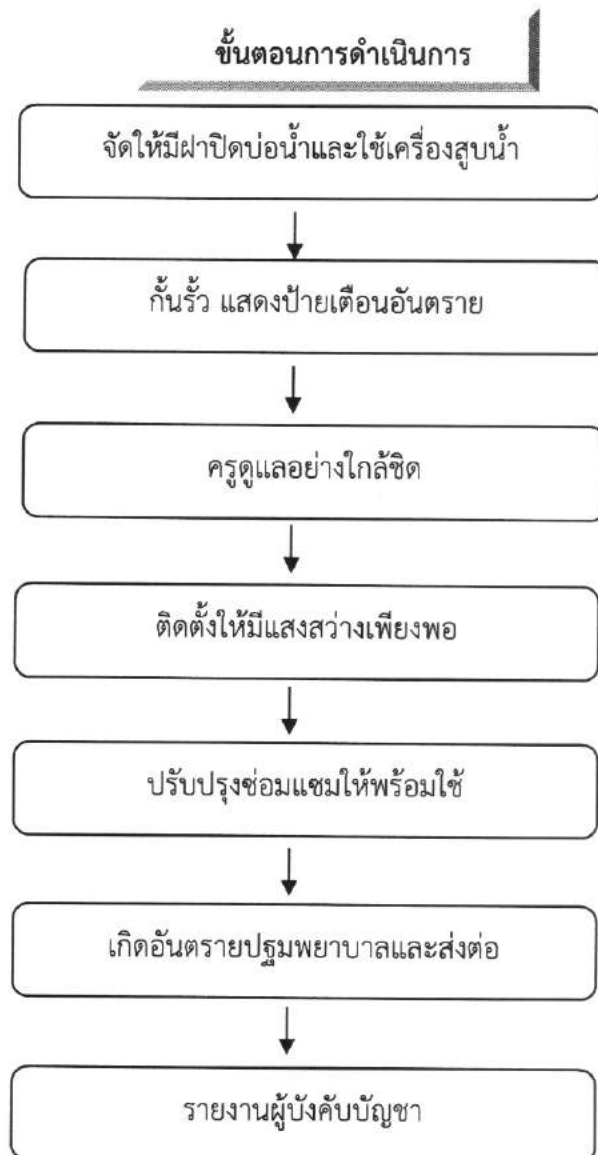 ขั้นตอนการดำเนินการ
จัดให้มีฝาปิดบ่อน้ำและใช้เครื่องสูบน้ำ
กั้นรั้ว แสดงป้ายเตือนอันตราย
ครูดูแลอย่างใกล้ชิด
ติดตั้งให้มีแสงสว่างเพียงพอ
ปรับปรุงซ่อมแซมให้พร้อมใช้
เกิดอันตรายปฐมพยาบาลและส่งต่อ
รายงานผู้บังคับบัญชา